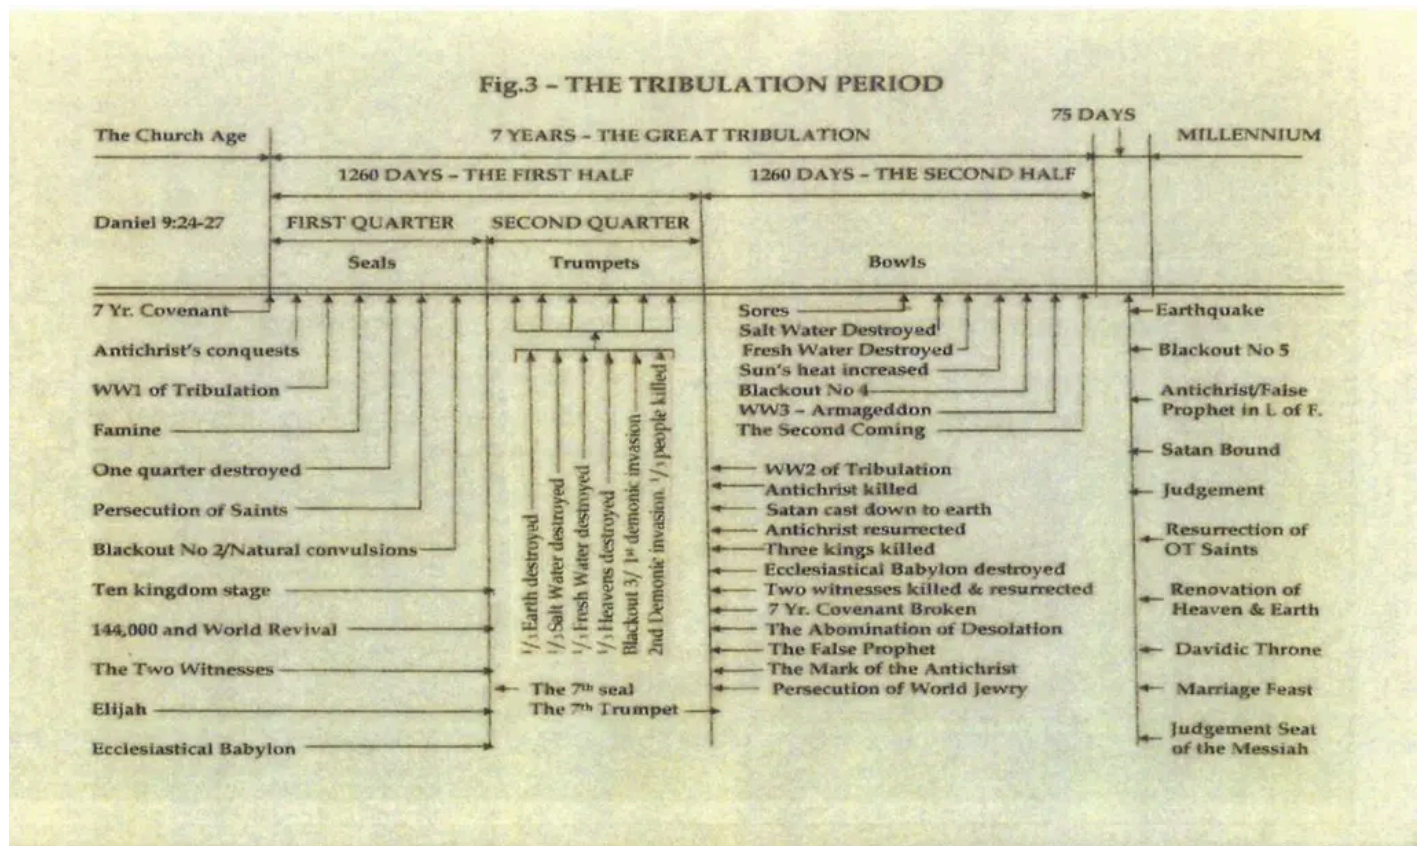 Fig.3 – THE TRIBULATION PERIOD
75 DAYS
The Church Age
7 YEARS – THE GREAT TRIBULATION
MILLENNIUM
1260 DAYS – THE FIRST HALF
1260 DAYS – THE SECOND HALF
Daniel 9:24-27
FIRST QUARTER
SECOND QUARTER
Seals
Trumpets
Bowls
7 Yr. Covenant
Antichrist's conquests
WW1 of Tribulation
Famine
One quarter destroyed
Persecution of Saints
Blackout No 2/Natural convulsions
Ten kingdom stage
144,000 and World Revival
The Two Witnesses
Elijah
Ecclesiastical Babylon
1/3 Earth destroyed
1/3 Salt Water destroyed
1/3 Fresh Water destroyed
1/3 Heavens destroyed
Blackout 3/ 1st demonic invasion
2nd Demonic invasion. 1/3 people killed
The 7th seal
The 7th Trumpet
Sores
Salt Water Destroyed
Fresh Water Destroyed
Sun's heat increased
Blackout No 4
WW3 – Armageddon
The Second Coming
WW2 of Tribulation
Antichrist killed
Satan cast down to earth
Antichrist resurrected
Three kings killed
Ecclesiastical Babylon destroyed
Two witnesses killed & resurrected
7 Yr. Covenant Broken
The Abomination of Desolation
The False Prophet
The Mark of the Antichrist
Persecution of World Jewry
Earthquake
Blackout No 5
Antichrist/False
Prophet in L of F.
Satan Bound
Judgement
Resurrection of
OT Saints
Renovation of
Heaven & Earth
Davidic Throne
Marriage Feast
Judgement Seat
of the Messiah